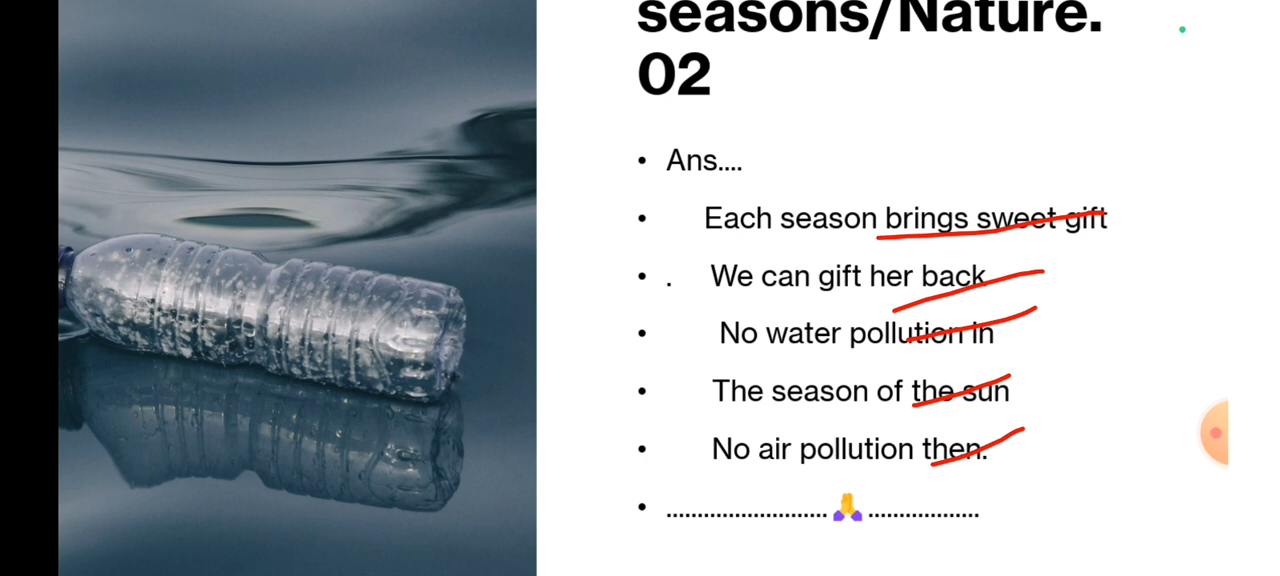 seasons/Nature.
02
• Ans....
• Each season brings sweet gift
• . We can gift her back
• No water pollution in
• The season of the sun
• No air pollution then.
• .......................... 🙏 ..................